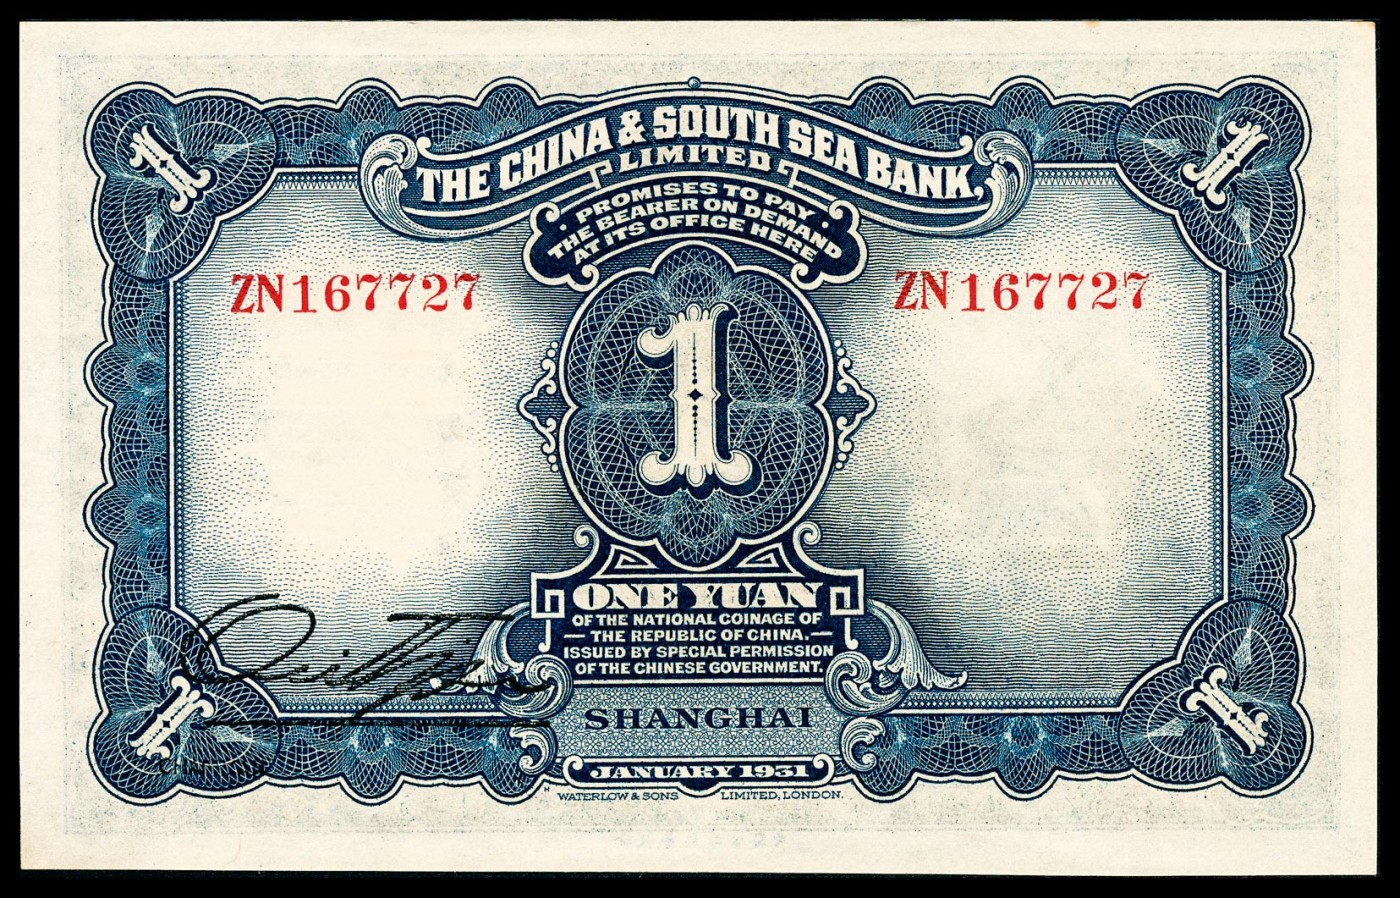 1
1
THE CHINA & SOUTH SEA BANK.
LIMITED
PROMISES TO PAY
THE BEARER ON DEMAND
AT ITS OFFICE HERE
ZN167727
ZN167727
1
ONE YUAN
OF THE NATIONAL COINAGE OF
— THE REPUBLIC OF CHINA. —
ISSUED BY SPECIAL PERMISSION
OF THE CHINESE GOVERNMENT.
SHANGHAI
1
1
JANUARY 1931
WATERLOW & SONS LIMITED, LONDON.